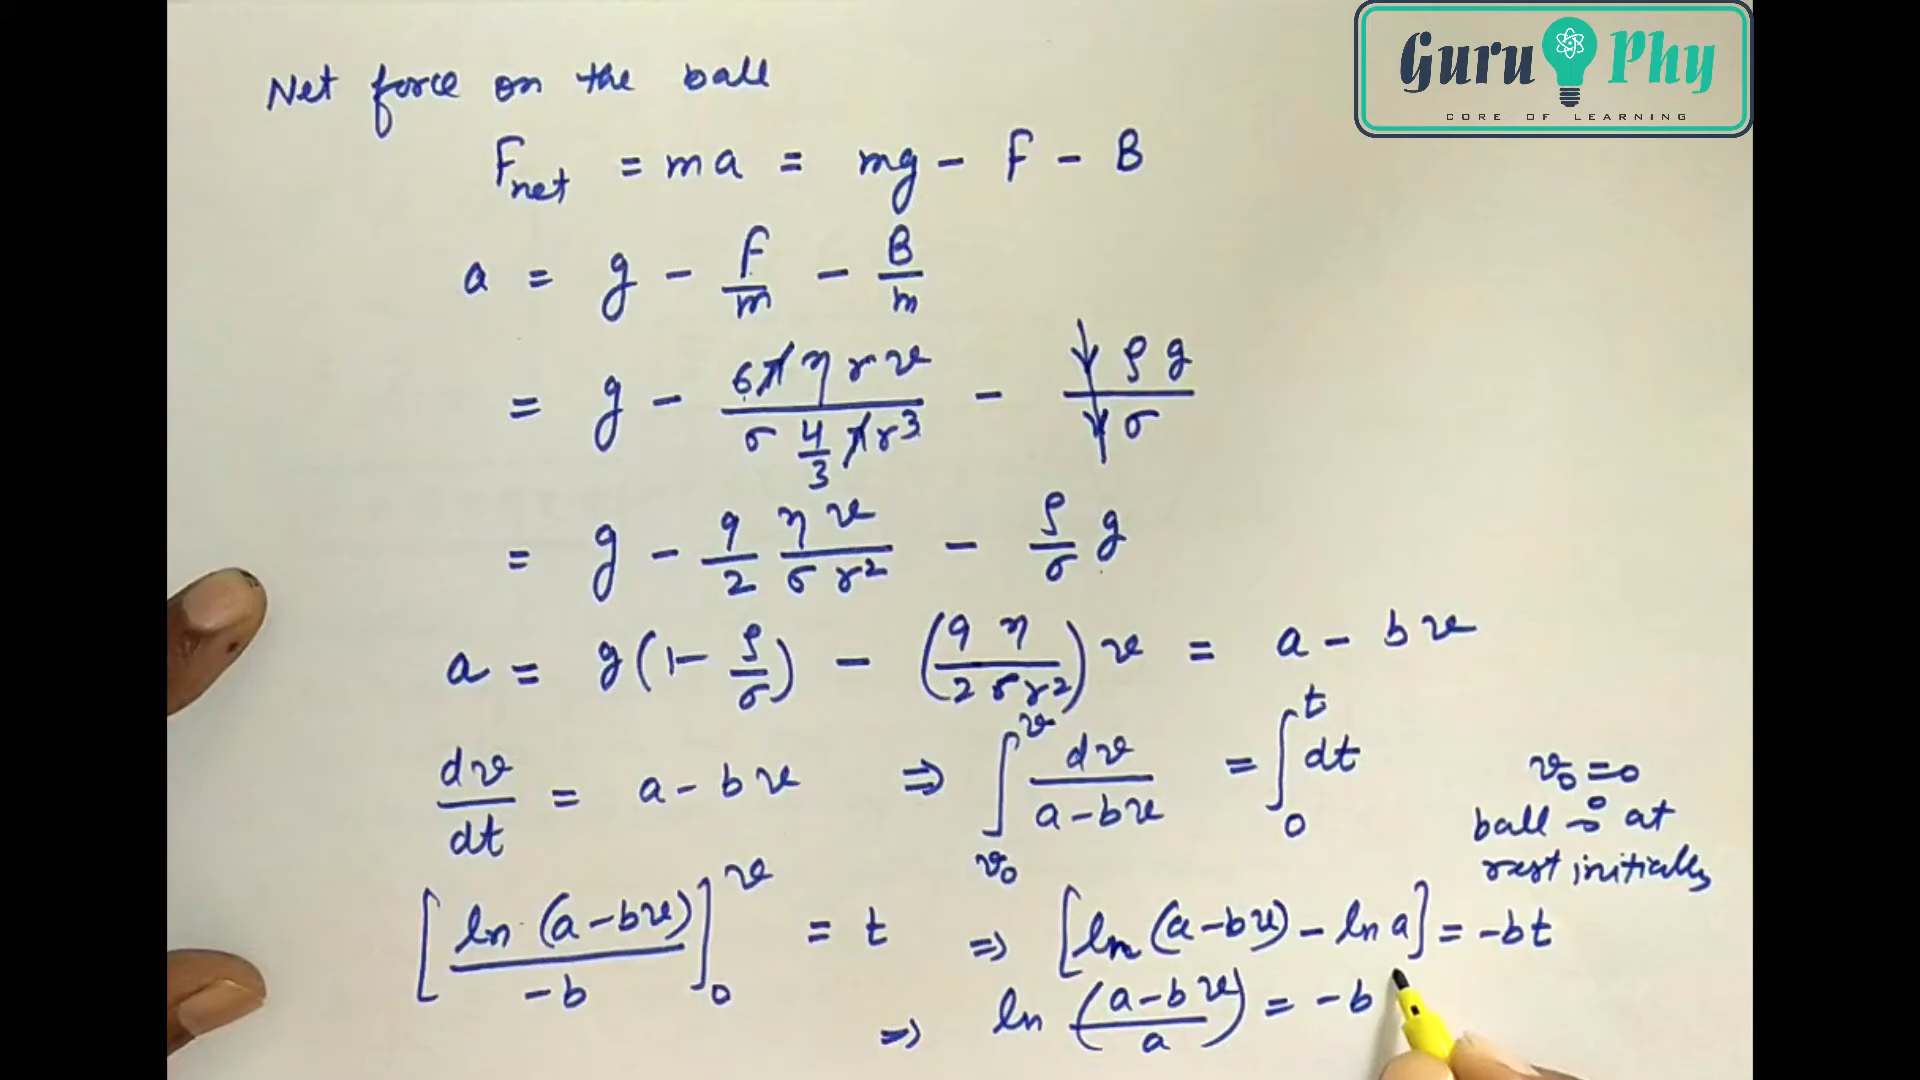 Guru Phy
CORE OF LEARNING
Net force on the ball
F_net = ma = mg - F - B
a = g - F/m - B/m
= g - 6πηrv / σ 4/3 πr³ - Vρg / Vσ
= g - 9/2 ηv/σr² - ρ/σ g
a = g(1 - ρ/σ) - (9η / 2σr²) v = a - bv
dv/dt = a - bv ⇒ ∫_{v₀}^{v} dv / a - bv = ∫_0^t dt
v₀ = 0
ball is at
rest initially
[ln (a - bv) / -b]_0^v = t ⇒ [ln (a - bv) - ln a] = -bt
⇒ ln (a - bv / a) = -b